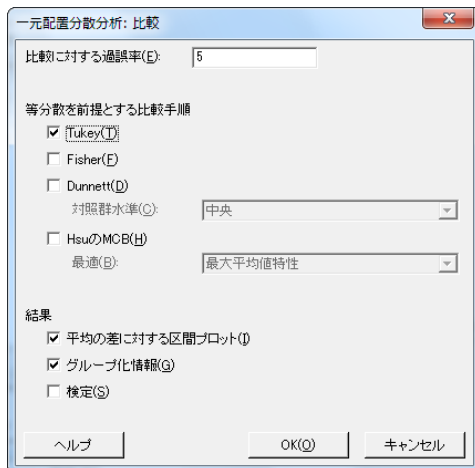 一元配置分散分析: 比較
比較に対する過誤率(E): 5
等分散を前提とする比較手順
Tukey(T)
Fisher(F)
Dunnett(D)
対照群水準(C): 中央
HsuのMCB(H)
最適(B): 最大平均値特性
結果
平均の差に対する区間プロット(I)
グループ化情報(G)
検定(S)
ヘルプ OK(O) キャンセル